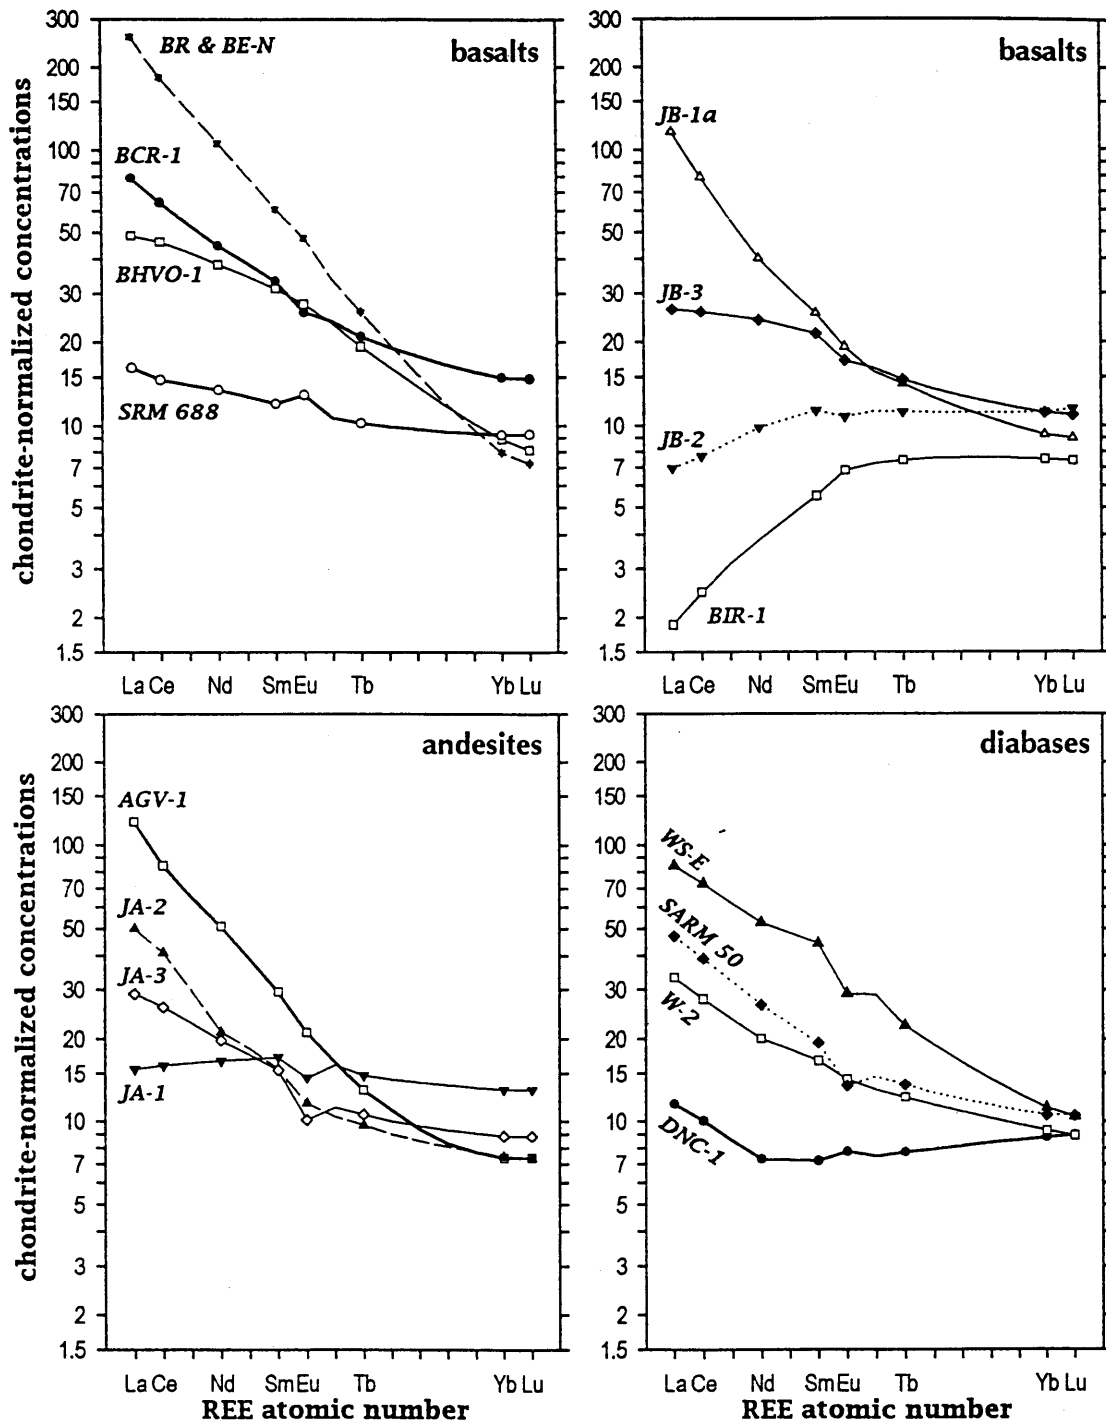 300
200
150
100
70
50
30
20
15
10
7
5
3
2
1.5
chondrite-normalized concentrations
basalts
BR & BE-N
BCR-1
BHVO-1
SRM 688
La Ce Nd Sm Eu Tb Yb Lu
300
200
150
100
70
50
30
20
15
10
7
5
3
2
1.5
basalts
JB-1a
JB-3
JB-2
BIR-1
La Ce Nd Sm Eu Tb Yb Lu
300
200
150
100
70
50
30
20
15
10
7
5
3
2
1.5
chondrite-normalized concentrations
andesites
AGV-1
JA-2
JA-3
JA-1
La Ce Nd Sm Eu Tb Yb Lu
REE atomic number
300
200
150
100
70
50
30
20
15
10
7
5
3
2
1.5
diabases
WS-E
SARM 50
W-2
DNC-1
La Ce Nd Sm Eu Tb Yb Lu
REE atomic number